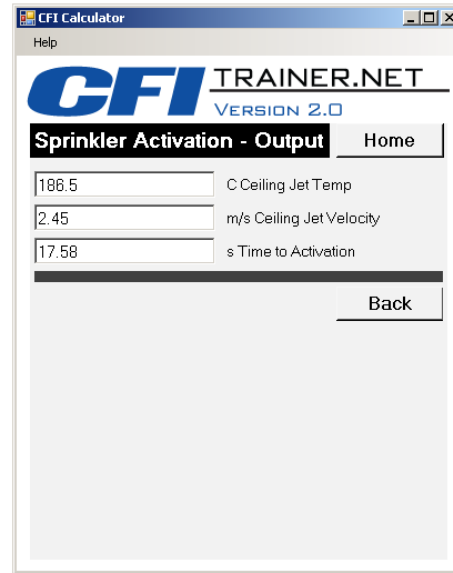 CFI Calculator
Help
CFI TRAINER.NET
VERSION 2.0
Sprinkler Activation - Output Home
186.5 C Ceiling Jet Temp
2.45 m/s Ceiling Jet Velocity
17.58 s Time to Activation
Back